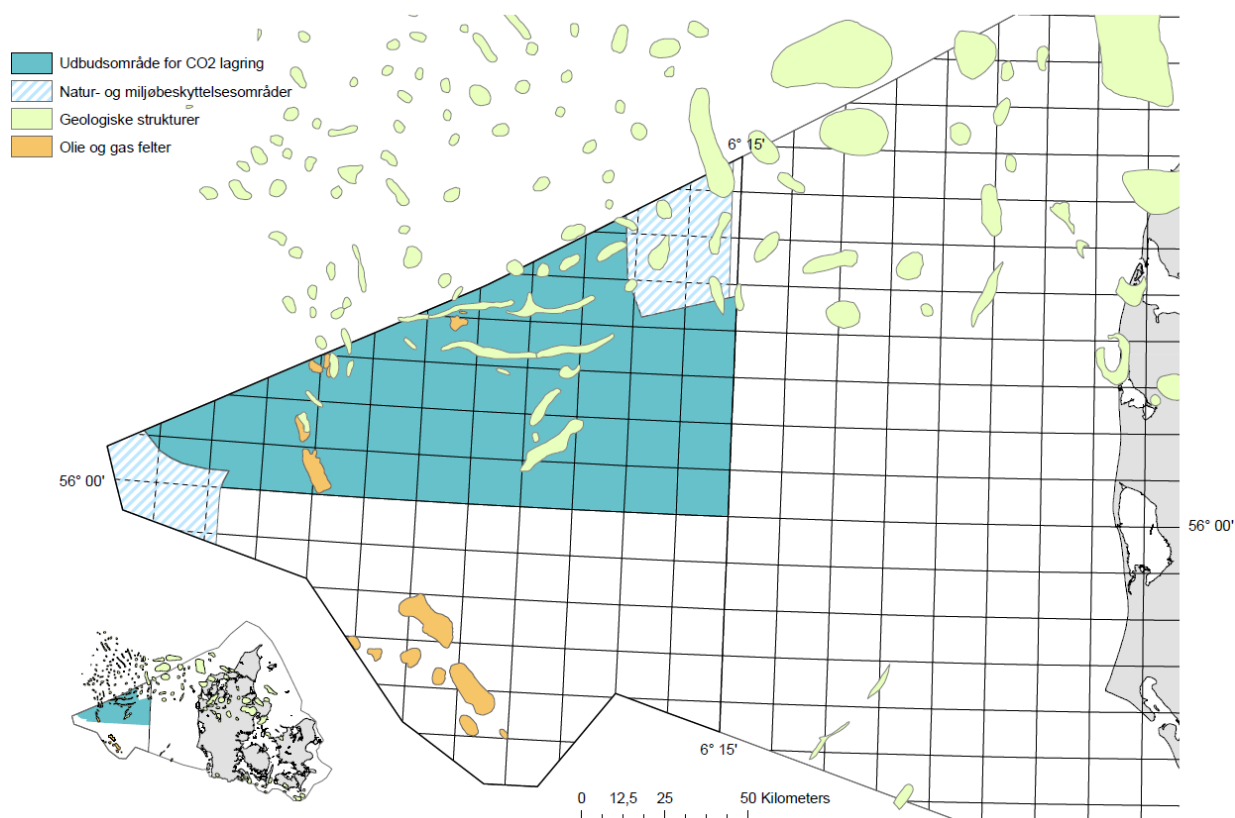 Udbudsområde for CO2 lagring
Natur- og miljøbeskyttelsesområder
Geologiske strukturer
Olie og gas felter
6° 15'
56° 00'
56° 00'
6° 15'
0 12,5 25 50 Kilometers